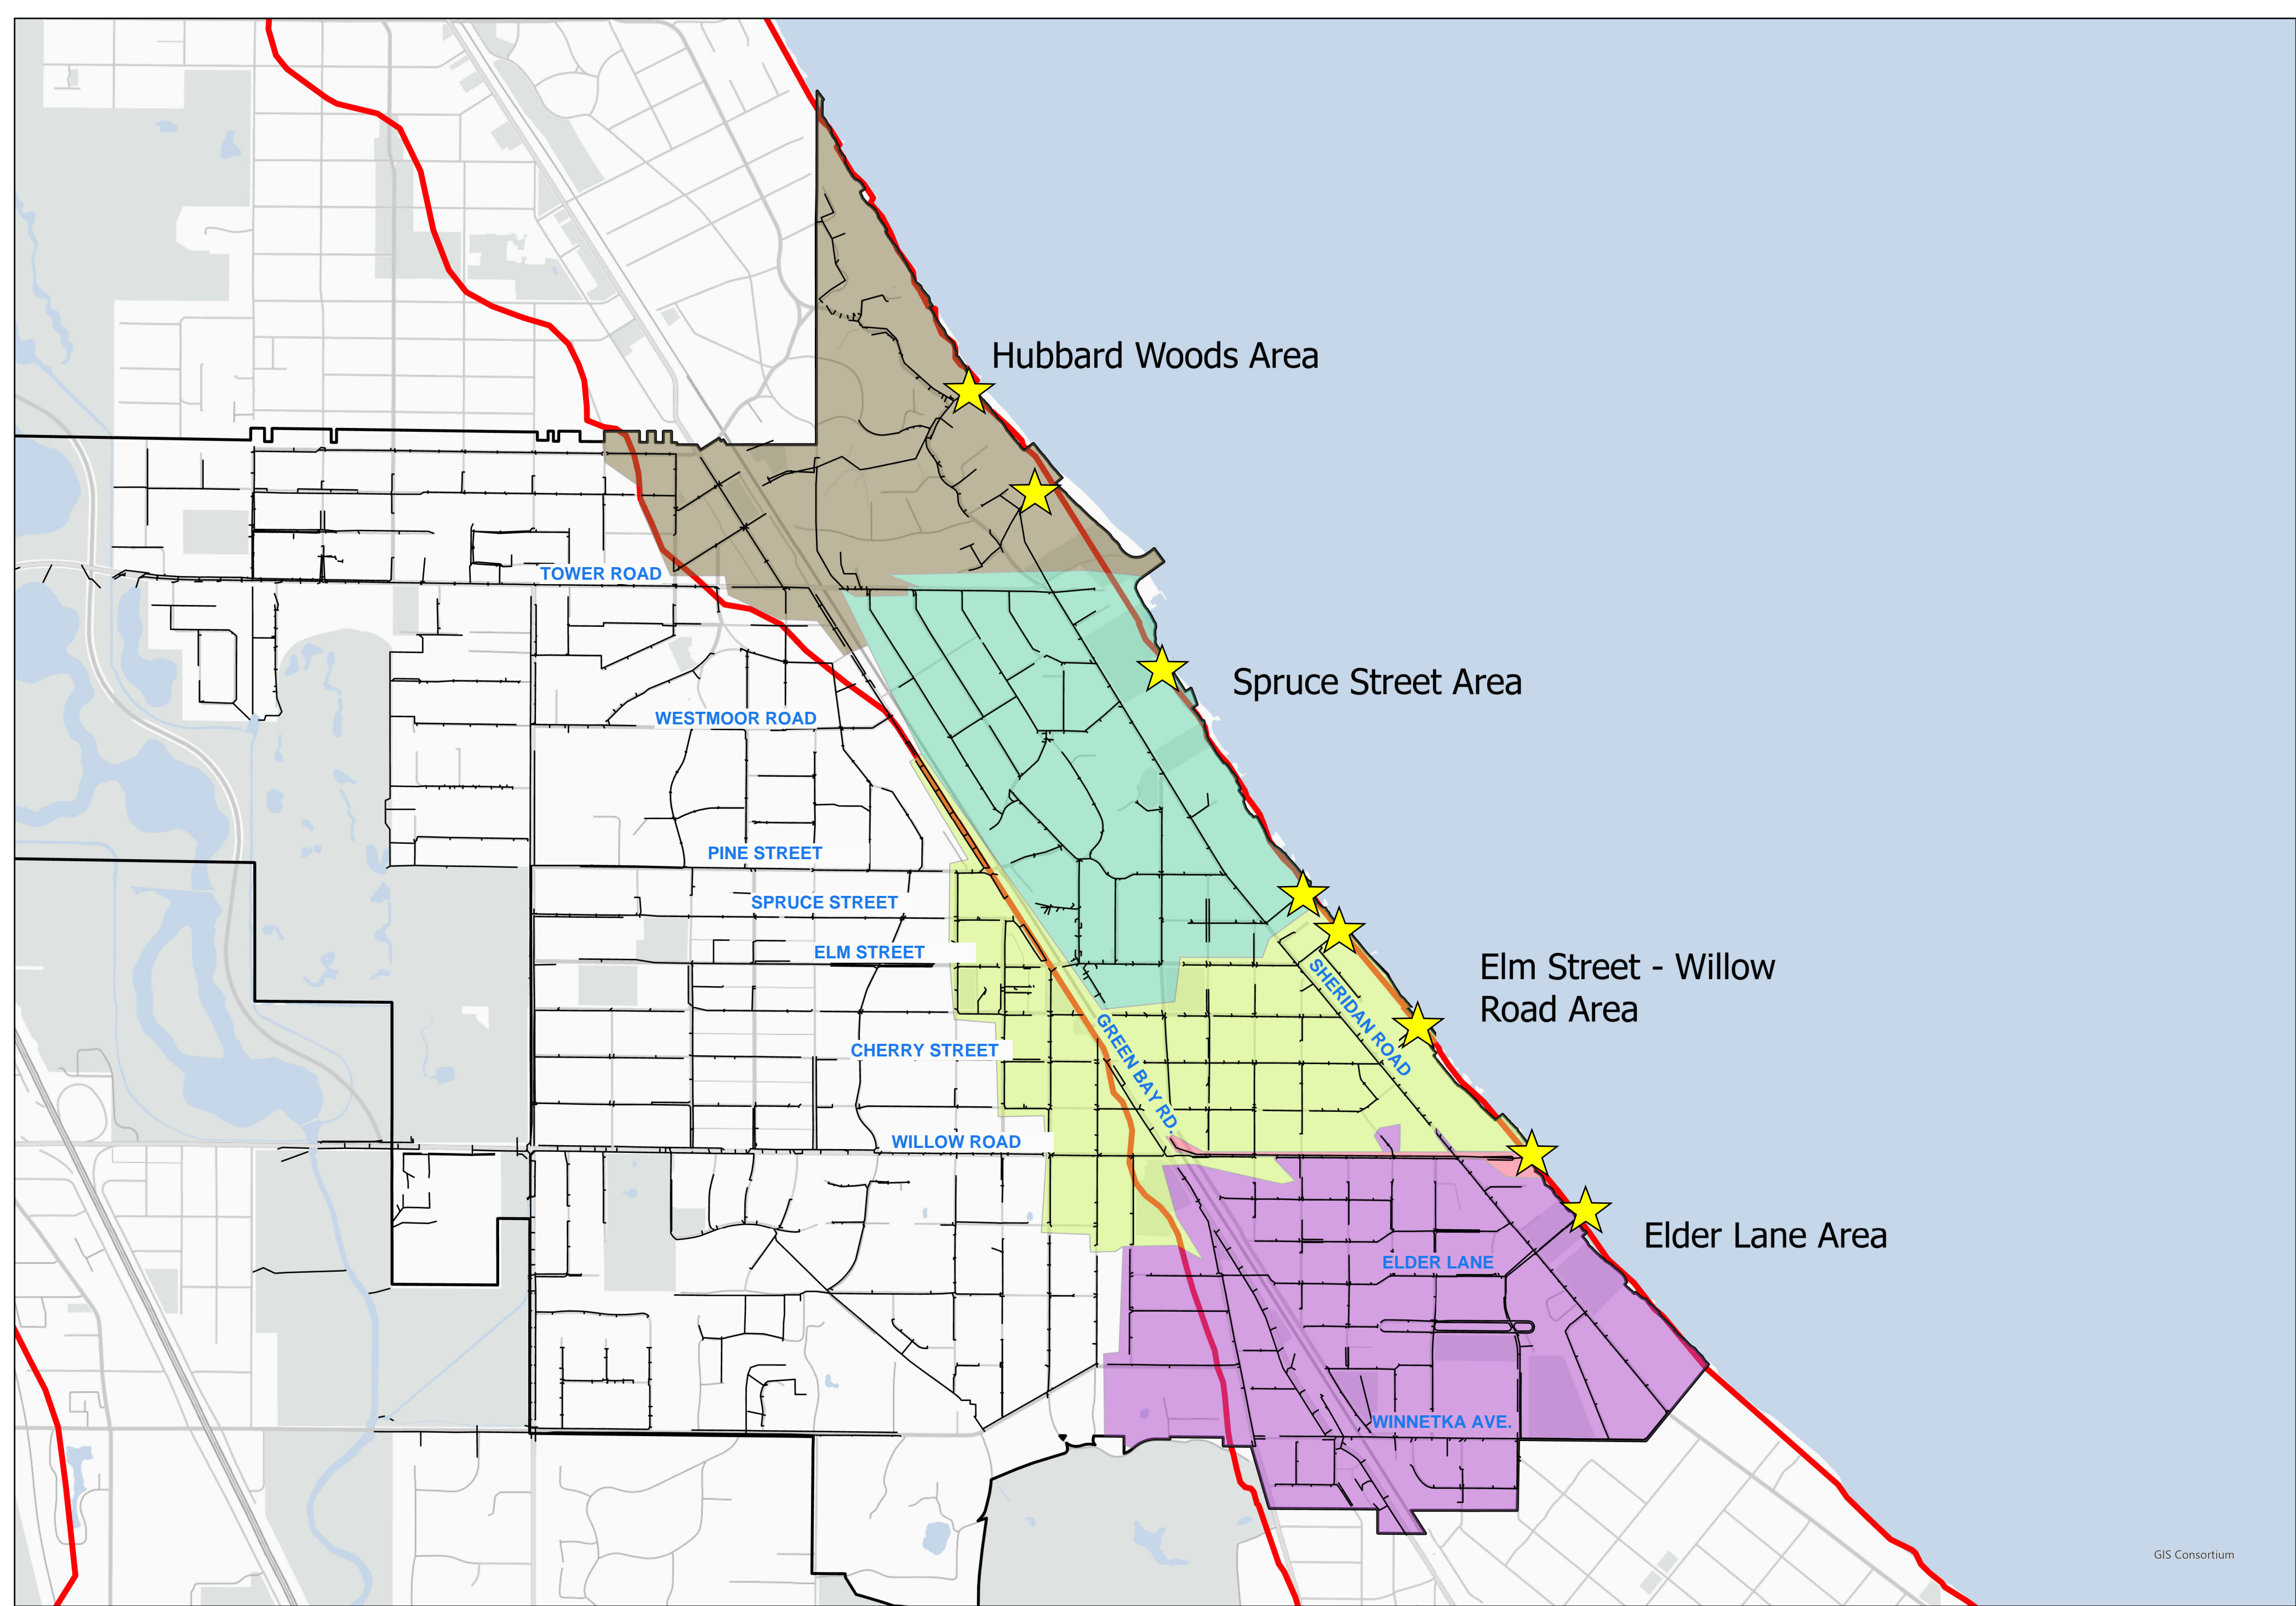 Hubbard Woods Area
TOWER ROAD
Spruce Street Area
WESTMOOR ROAD
PINE STREET
SPRUCE STREET
ELM STREET
Elm Street - Willow
Road Area
SHERIDAN ROAD
GREEN BAY RD.
CHERRY STREET
WILLOW ROAD
Elder Lane Area
ELDER LANE
WINNETKA AVE.
GIS Consortium